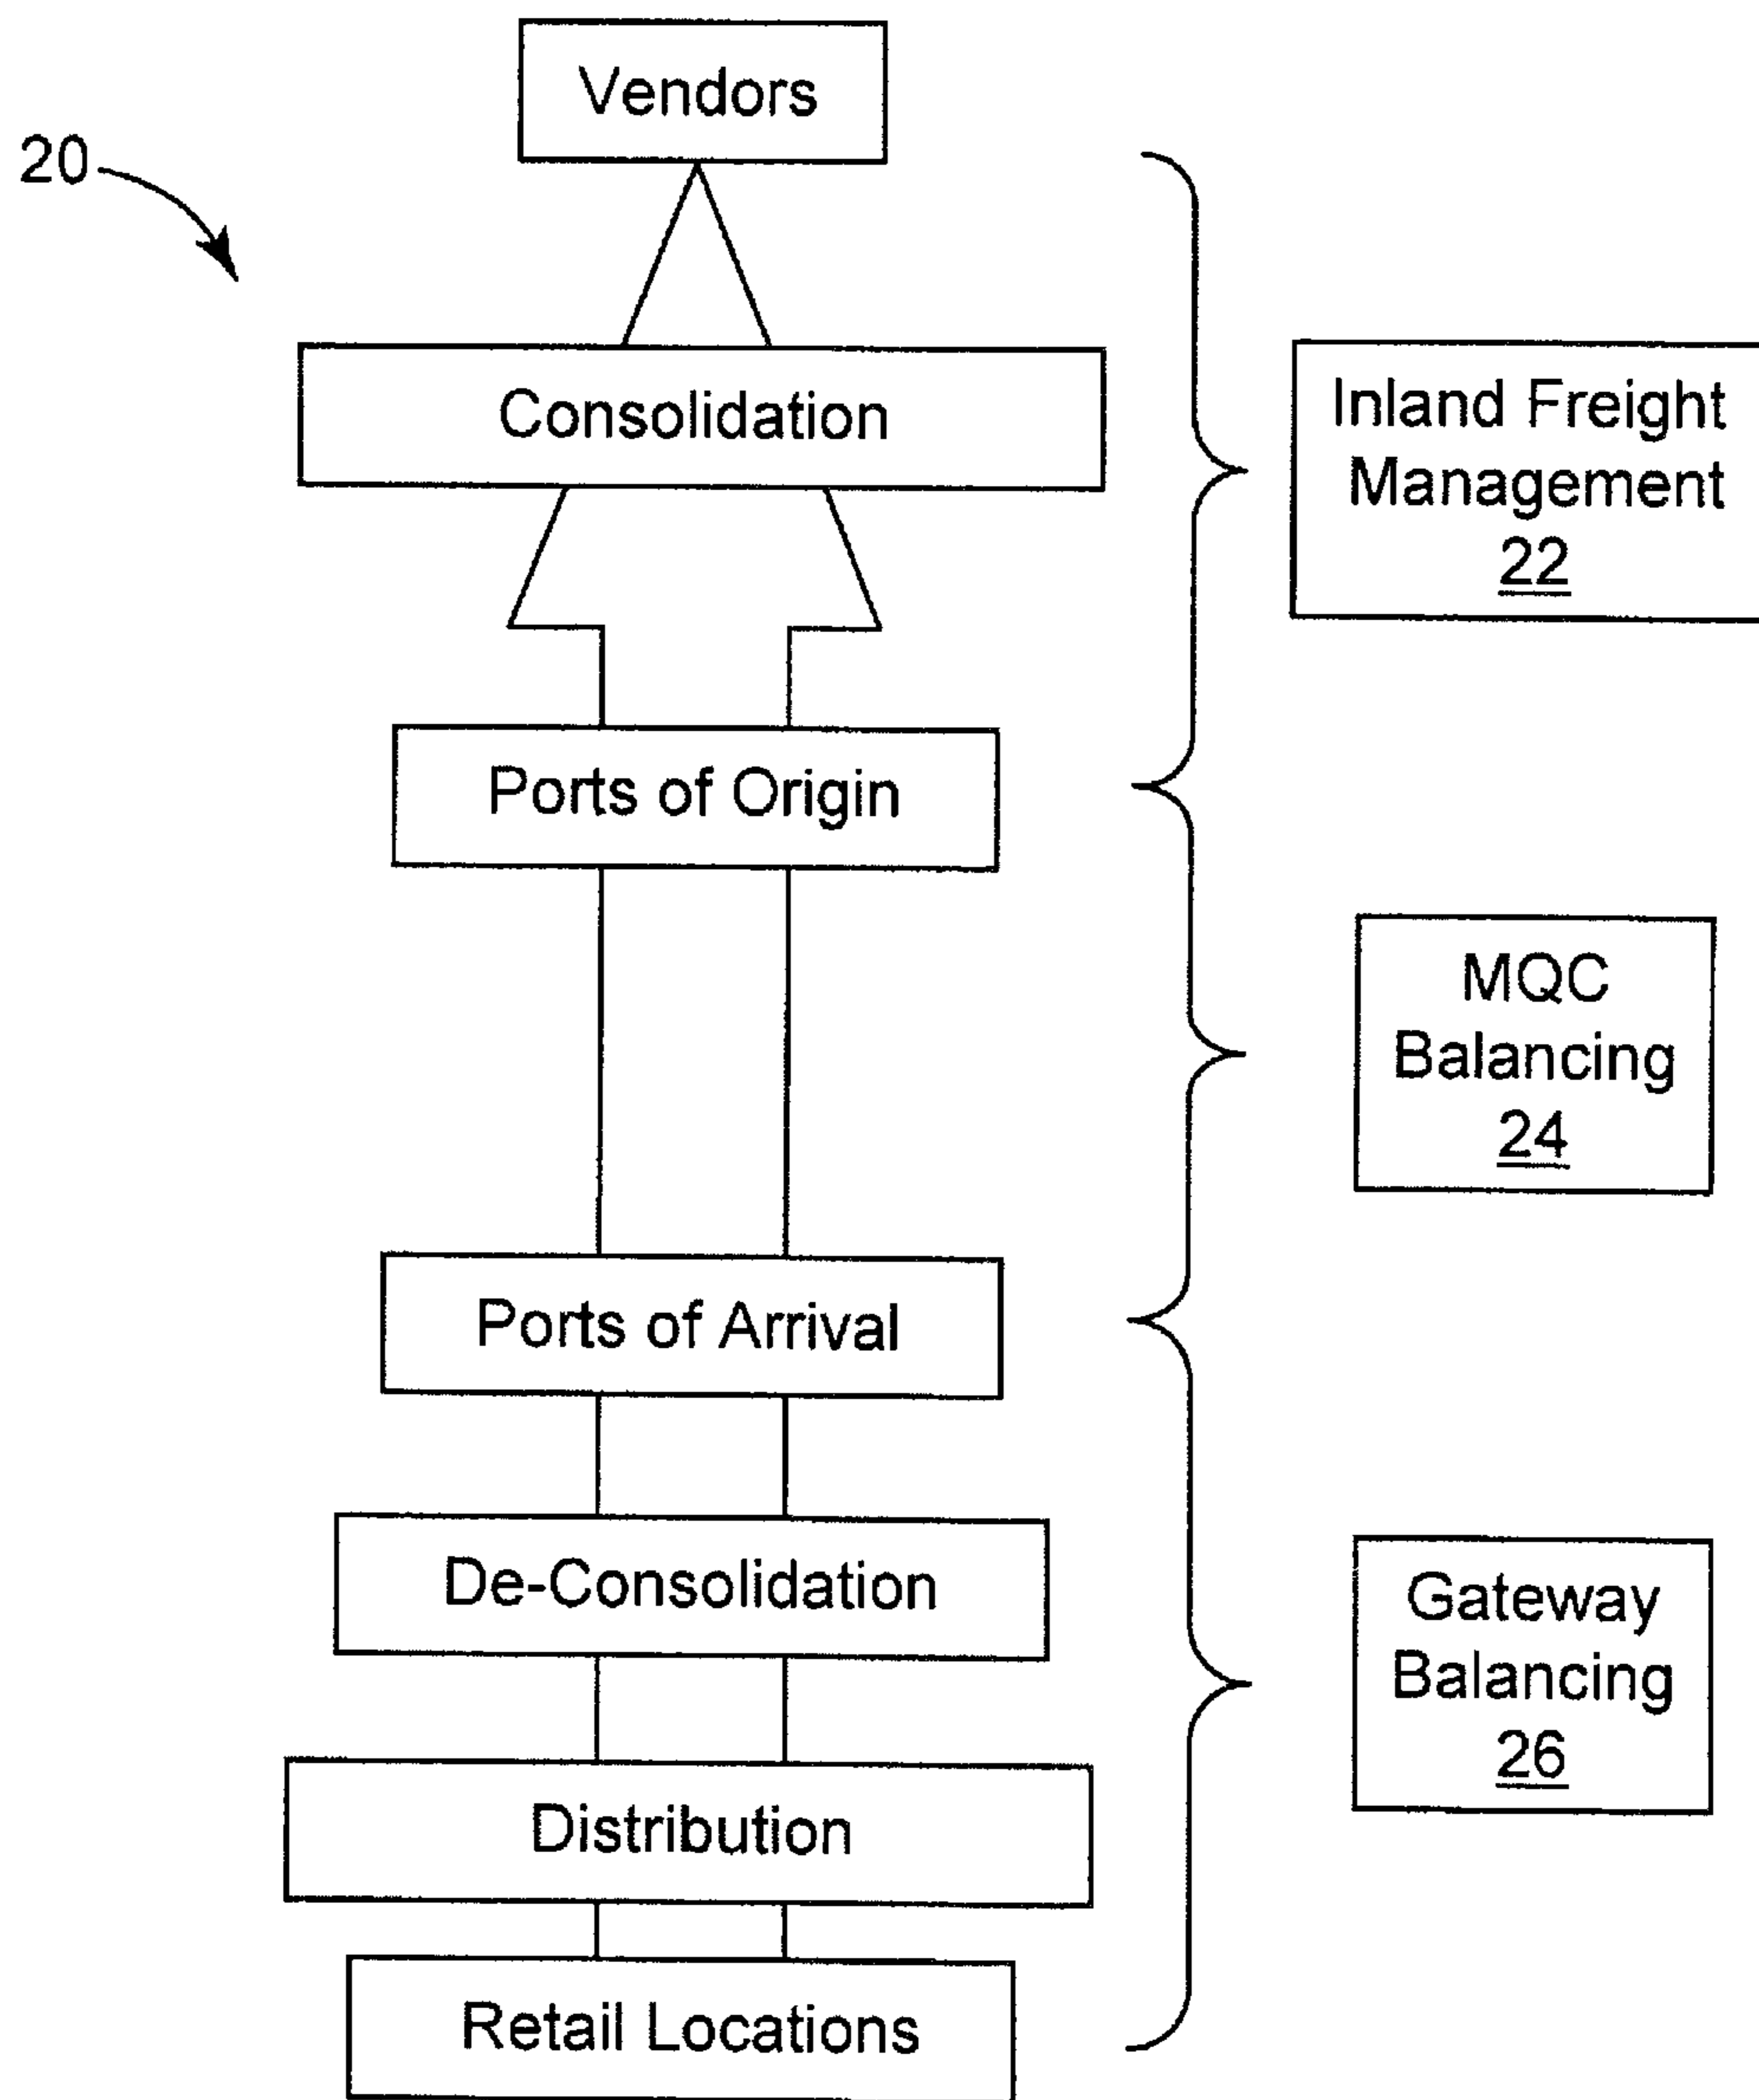 Vendors
20
Consolidation
Inland Freight
Management
22
Ports of Origin
MQC
Balancing
24
Ports of Arrival
De-Consolidation
Gateway
Balancing
26
Distribution
Retail Locations